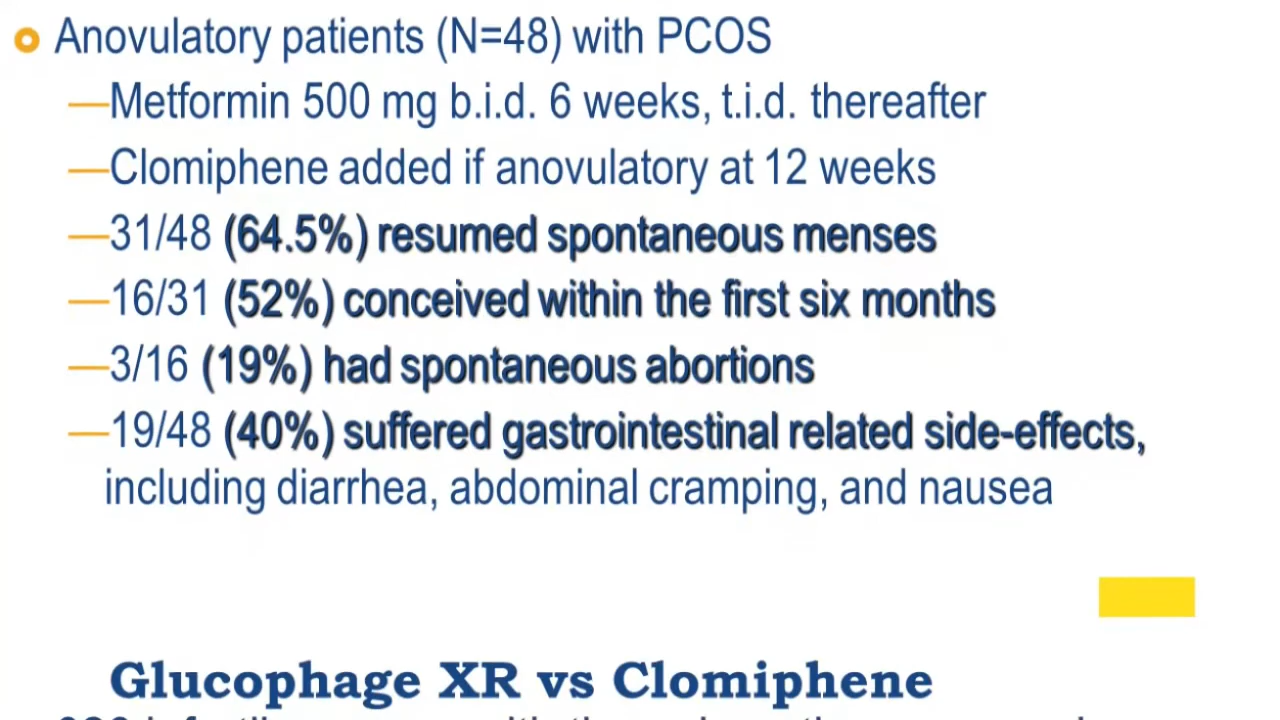 Anovulatory patients (N=48) with PCOS
—Metformin 500 mg b.i.d. 6 weeks, t.i.d. thereafter
—Clomiphene added if anovulatory at 12 weeks
—31/48 (64.5%) resumed spontaneous menses
—16/31 (52%) conceived within the first six months
—3/16 (19%) had spontaneous abortions
—19/48 (40%) suffered gastrointestinal related side-effects,
including diarrhea, abdominal cramping, and nausea
Glucophage XR vs Clomiphene